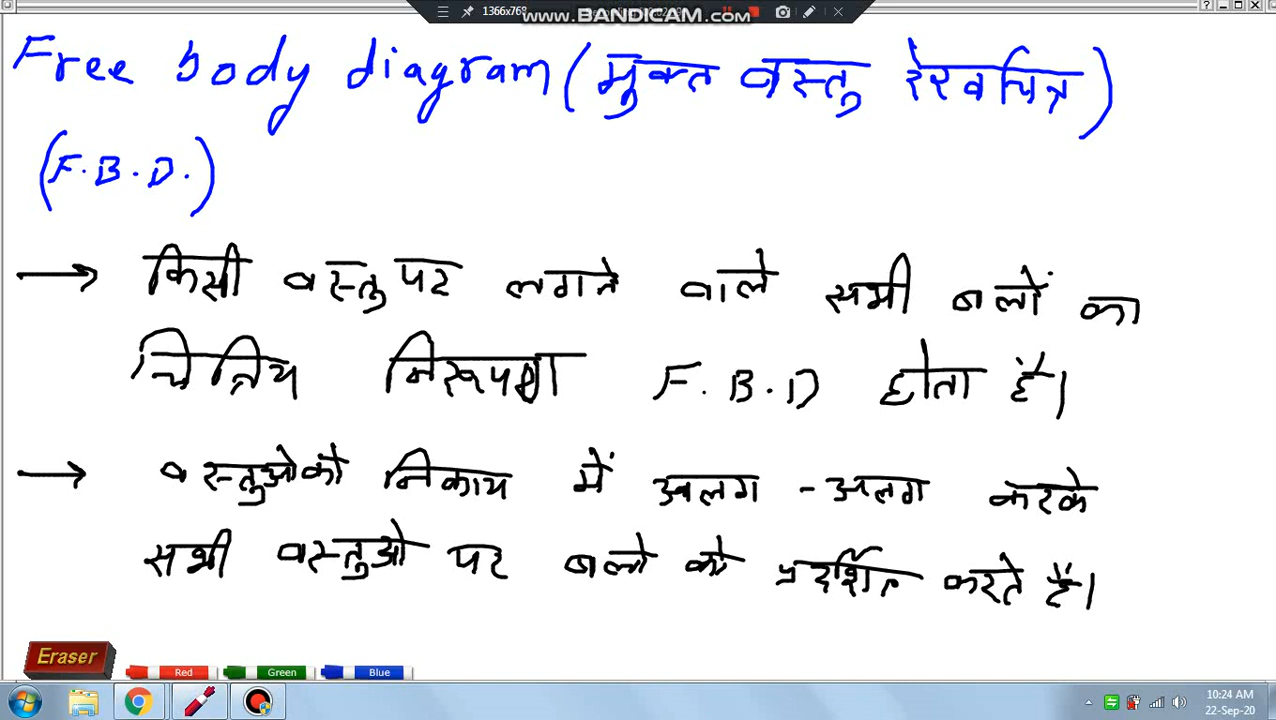 1366x768
www.BANDICAM.com
Free body diagram (मुक्त वस्तु रेखाचित्र)
(F.B.D.)
→ किसी वस्तु पर लगने वाले सभी बलों का
चित्रिय निरूपण F.B.D होता है।
→ वस्तुओ को निकाय में अलग-अलग करके
सभी वस्तुओ पर बलो को प्रदर्शित करते हैं।
Eraser Red Green Blue
10:24 AM
22-Sep-20